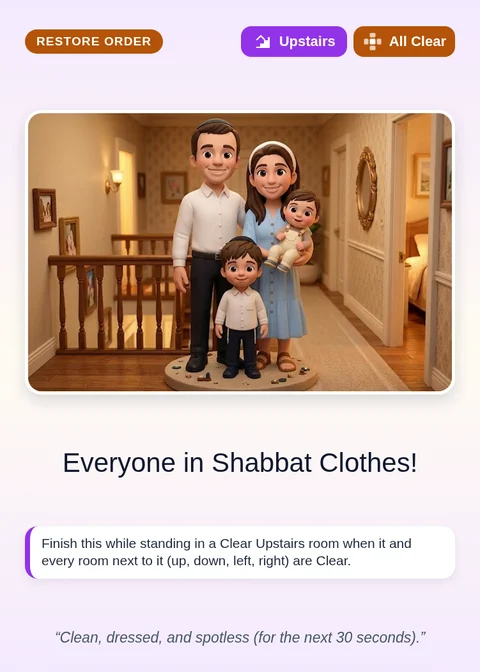 RESTORE ORDER
Upstairs
All Clear
Everyone in Shabbat Clothes!
Finish this while standing in a Clear Upstairs room when it and
every room next to it (up, down, left, right) are Clear.
“Clean, dressed, and spotless (for the next 30 seconds).”